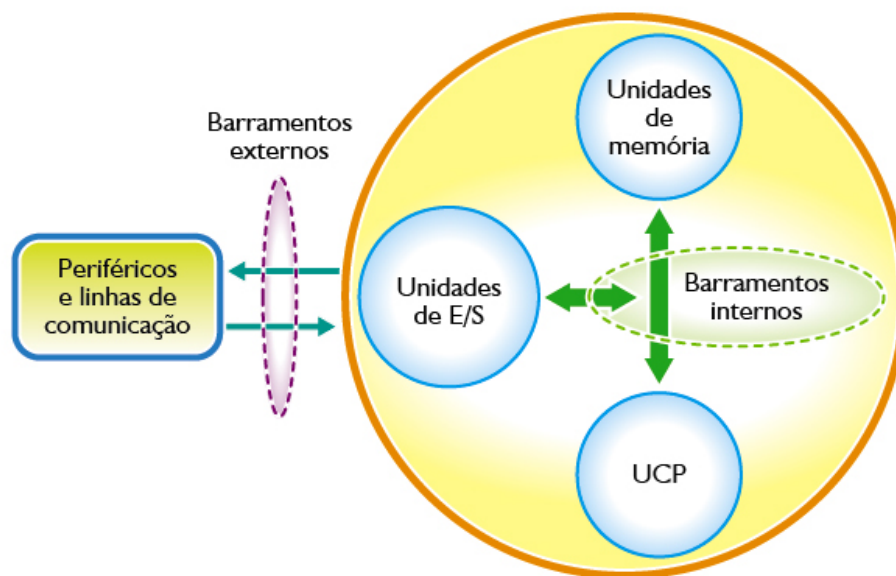 Unidades
de
memória
Barramentos
externos
Periféricos
e linhas de
comunicação
Unidades
de E/S
Barramentos
internos
UCP